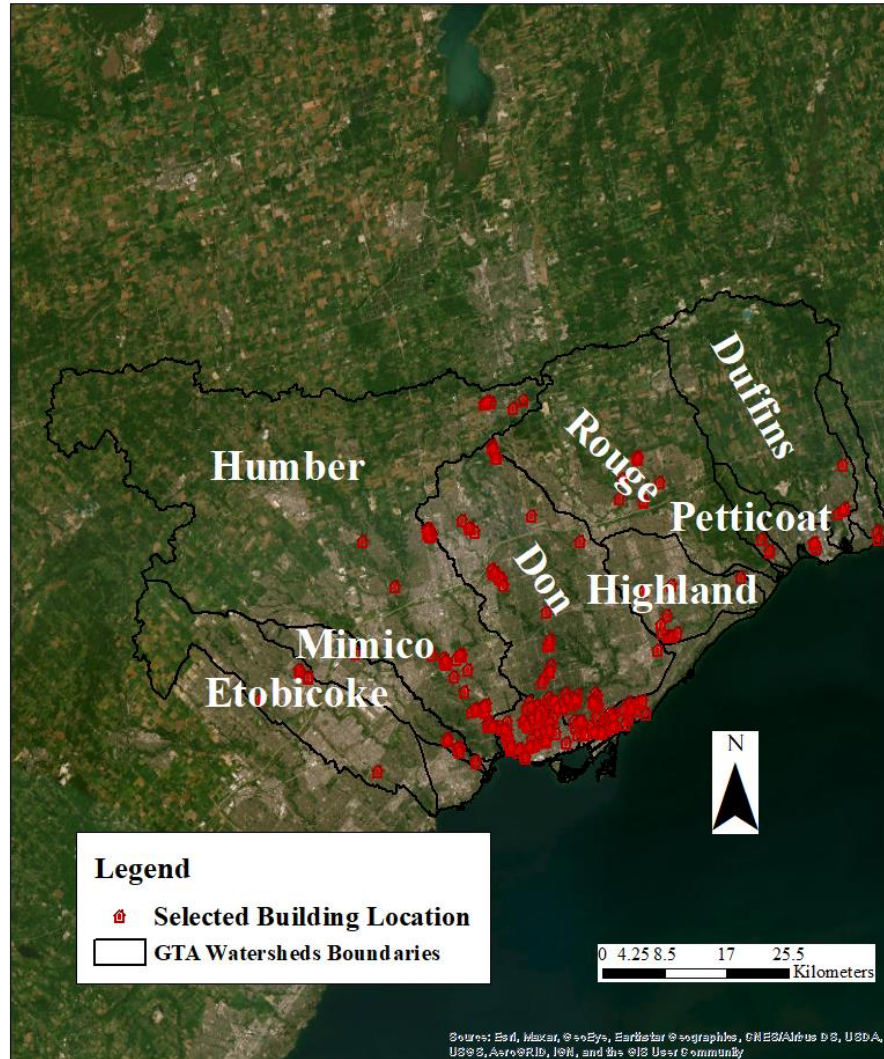 Duffins
Rouge
Humber
Petticoat
Don
Highland
Mimico
Etobicoke
N
Legend
Selected Building Location
GTA Watersheds Boundaries
0 4.25 8.5 17 25.5
Kilometers
Source: Esri, Maxar, GeoEye, Earthstar Geographics, CNES/Airbus DS, USDA,
USGS, AeroGRID, IGN, and the GIS User Community